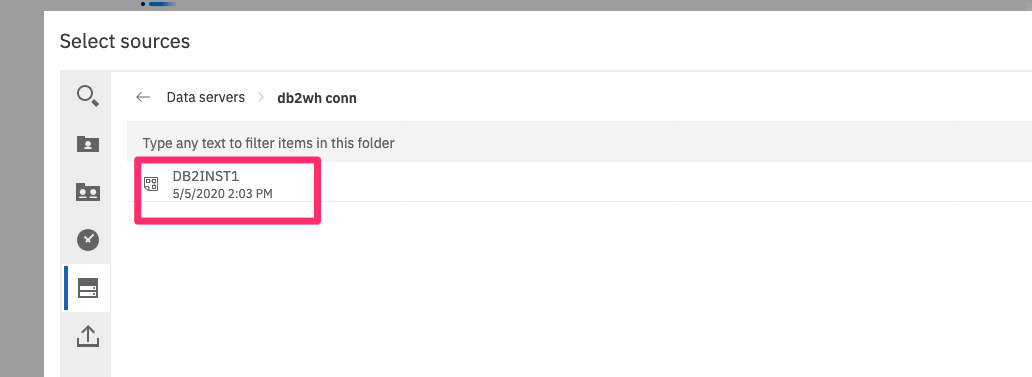 Select sources
Data servers db2wh conn
Type any text to filter items in this folder
DB2INST1
5/5/2020 2:03 PM